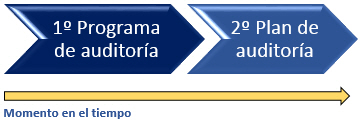 1º Programa
de auditoría
2º Plan de
auditoría
Momento en el tiempo